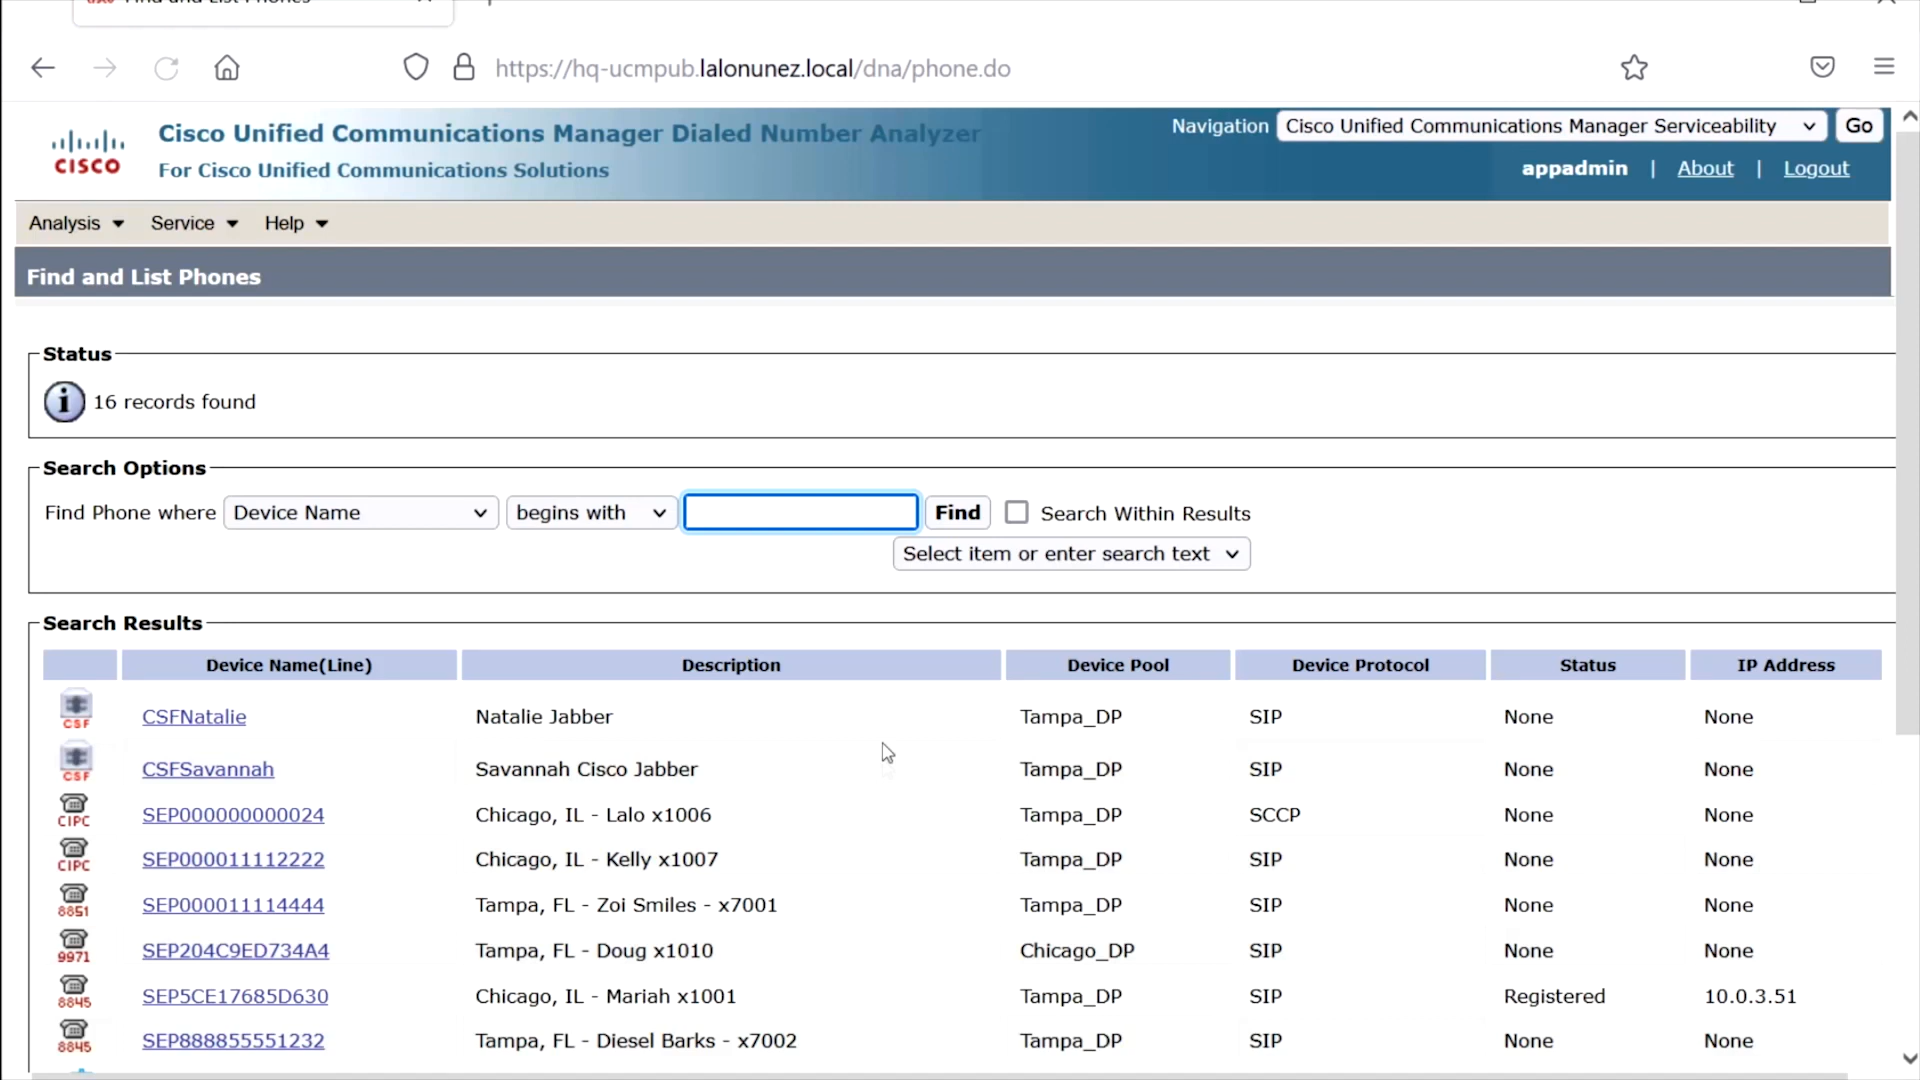 Find and List Phones
https://hq-ucmpub.lalonunez.local/dna/phone.do
Cisco Unified Communications Manager Dialed Number Analyzer
For Cisco Unified Communications Solutions
CISCO
Navigation Cisco Unified Communications Manager Serviceability Go
appadmin | About | Logout
Analysis Service Help
Find and List Phones
Status
16 records found
Search Options
Find Phone where Device Name begins with Find Search Within Results
Select item or enter search text
Search Results
Device Name(Line) Description Device Pool Device Protocol Status IP Address
CSF CSFNatalie Natalie Jabber Tampa_DP SIP None None
CSF CSFSavannah Savannah Cisco Jabber Tampa_DP SIP None None
CIPC SEP000000000024 Chicago, IL - Lalo x1006 Tampa_DP SCCP None None
CIPC SEP000011112222 Chicago, IL - Kelly x1007 Tampa_DP SIP None None
8851 SEP000011114444 Tampa, FL - Zoi Smiles - x7001 Tampa_DP SIP None None
9971 SEP204C9ED734A4 Tampa, FL - Doug x1010 Chicago_DP SIP None None
8845 SEP5CE17685D630 Chicago, IL - Mariah x1001 Tampa_DP SIP Registered 10.0.3.51
8845 SEP888855551232 Tampa, FL - Diesel Barks - x7002 Tampa_DP SIP None None